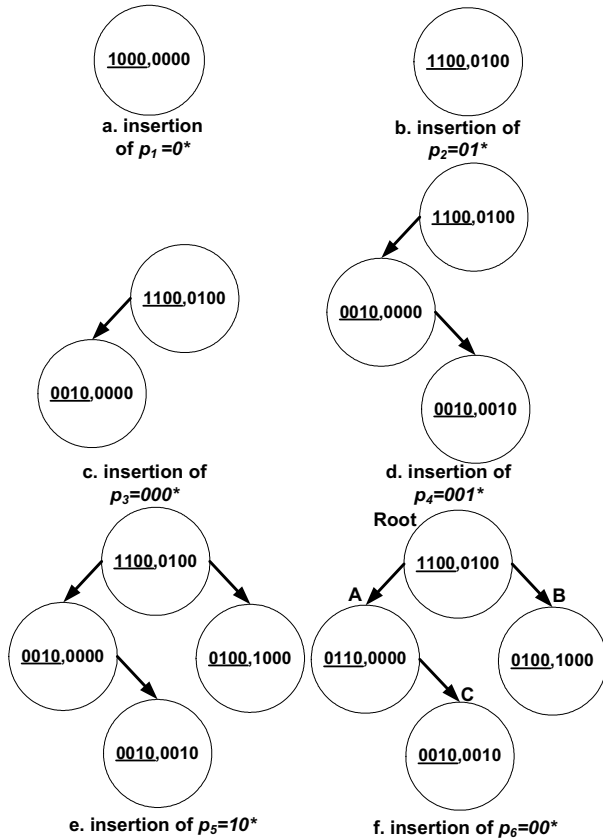 1000,0000
a. insertion
of p₁ =0*
1100,0100
b. insertion of
p₂=01*
1100,0100
0010,0000
c. insertion of
p₃=000*
1100,0100
0010,0000
0010,0010
d. insertion of
p₄=001*
1100,0100
0010,0000
0100,1000
0010,0010
e. insertion of p₅=10*
Root
1100,0100
A
B
0110,0000
0100,1000
C
0010,0010
f. insertion of p₆=00*